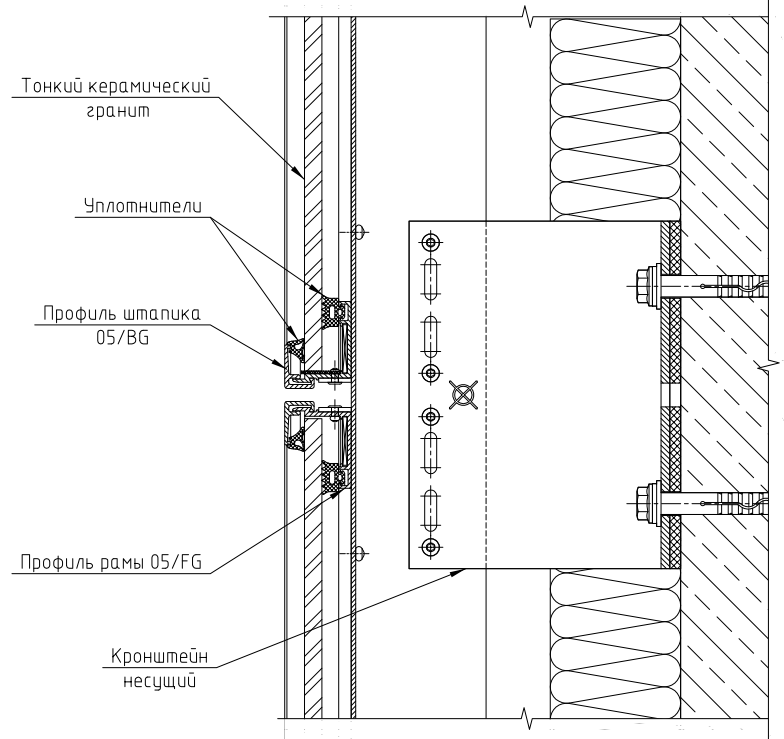 Тонкий керамический
гранит
Уплотнители
Профиль штапика
05/BG
Профиль рамы 05/FG
Кронштейн
несущий